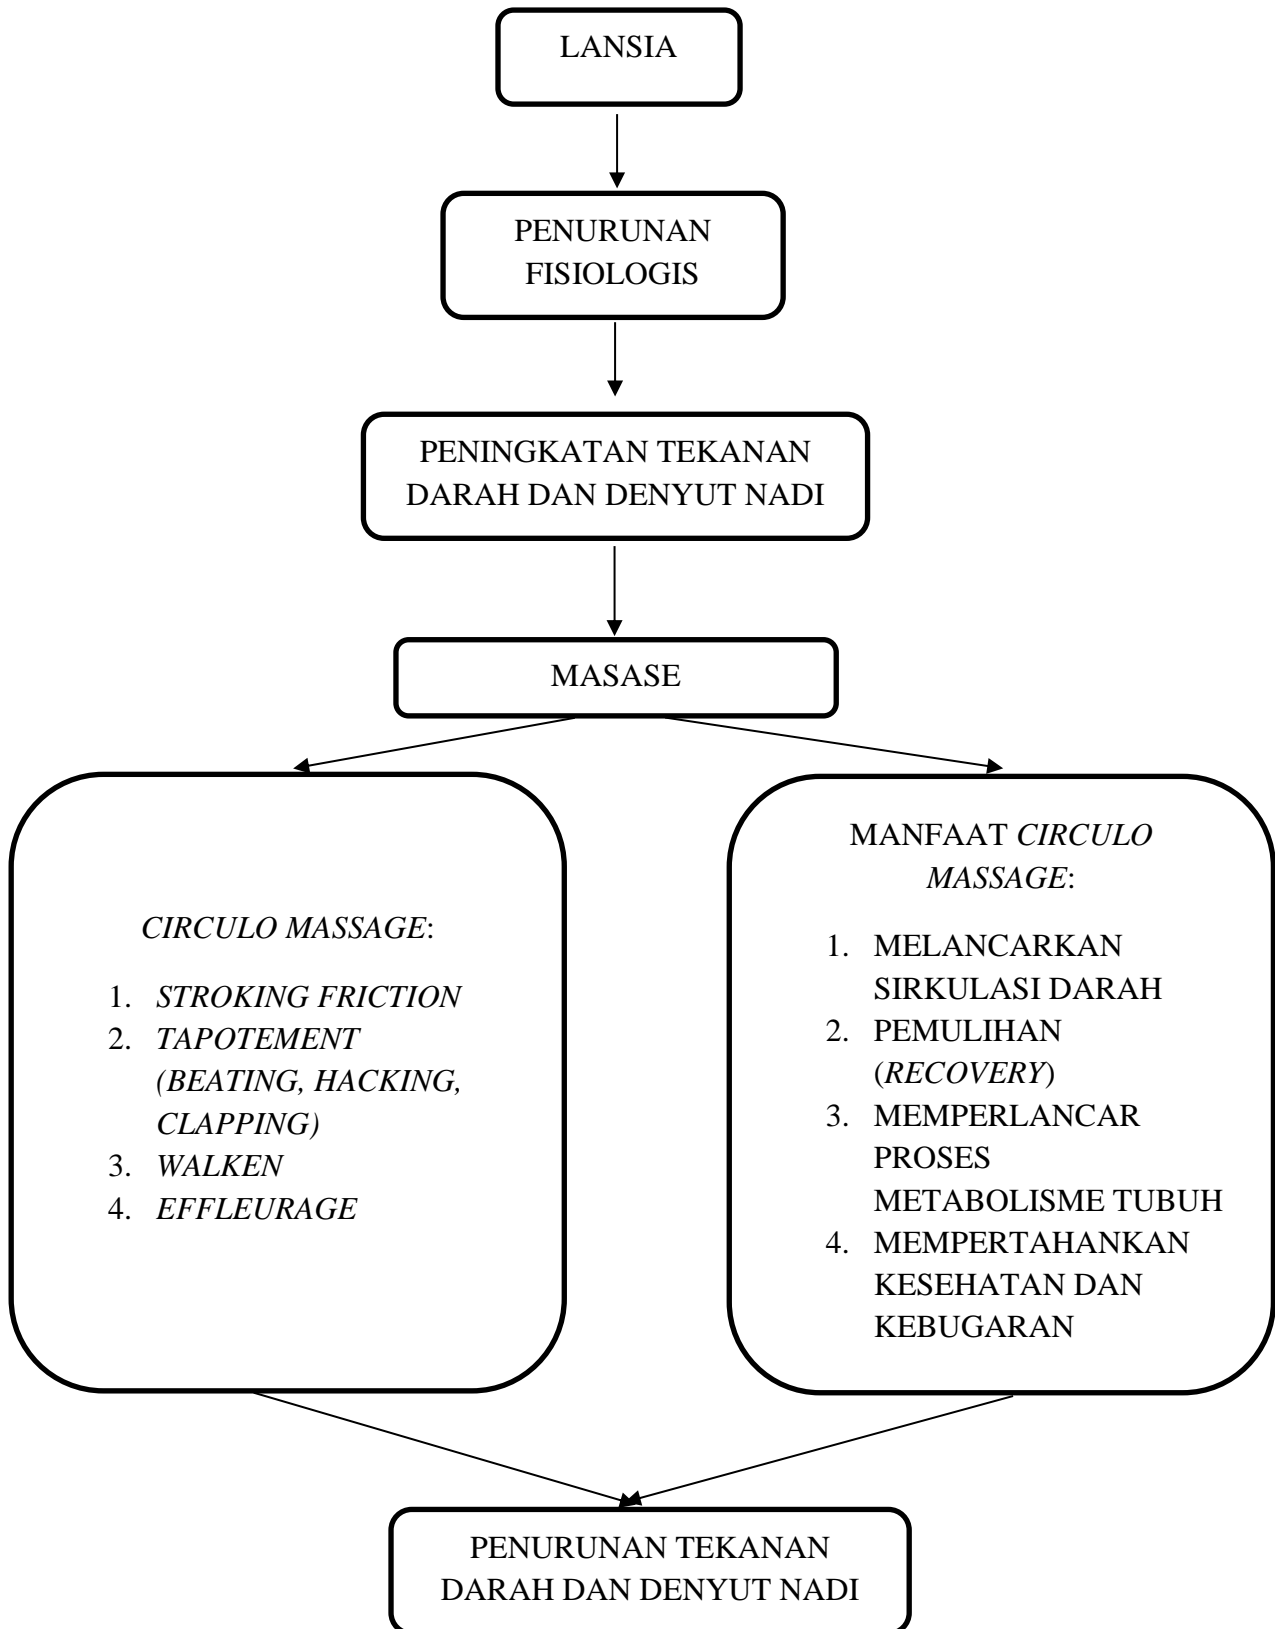 LANSIA
PENURUNAN
FISIOLOGIS
PENINGKATAN TEKANAN
DARAH DAN DENYUT NADI
MASASE
CIRCULO MASSAGE:
1. STROKING FRICTION
2. TAPOTEMENT
(BEATING, HACKING,
CLAPPING)
3. WALKEN
4. EFFLEURAGE
MANFAAT CIRCULO
MASSAGE:
1. MELANCARKAN
SIRKULASI DARAH
2. PEMULIHAN
(RECOVERY)
3. MEMPERLANCAR
PROSES
METABOLISME TUBUH
4. MEMPERTAHANKAN
KESEHATAN DAN
KEBUGARAN
PENURUNAN TEKANAN
DARAH DAN DENYUT NADI